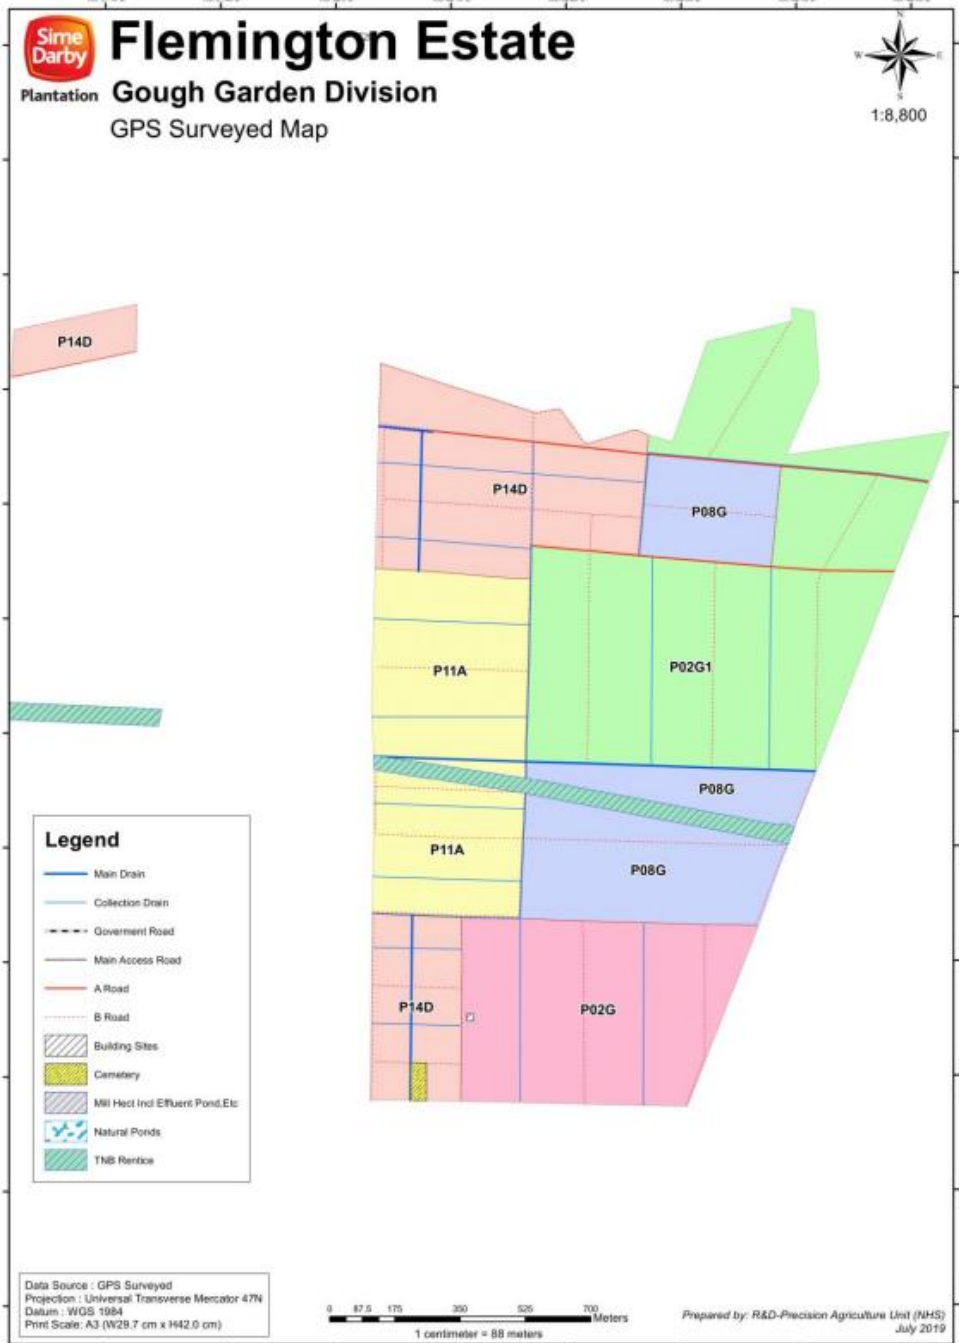 Sime
Darby
Plantation
Flemington Estate
Gough Garden Division
GPS Surveyed Map
N
W
E
S
1:8,800
P14D
P14D
P08G
P11A
P02G1
P08G
P11A
P08G
P14D
P02G
Legend
Main Drain
Collection Drain
Goverment Road
Main Access Road
A Road
B Road
Building Sites
Cemetery
Mill Hect Incl Effluent Pond,Etc
Natural Ponds
TNB Rentice
Data Source : GPS Surveyed
Projection : Universal Transverse Mercator 47N
Datum : WGS 1984
Print Scale: A3 (W29.7 cm x H42.0 cm)
0 87.5 175 350 525 700
Meters
1 centimeter = 88 meters
Prepared by: R&D-Precision Agriculture Unit (NHS)
July 2019